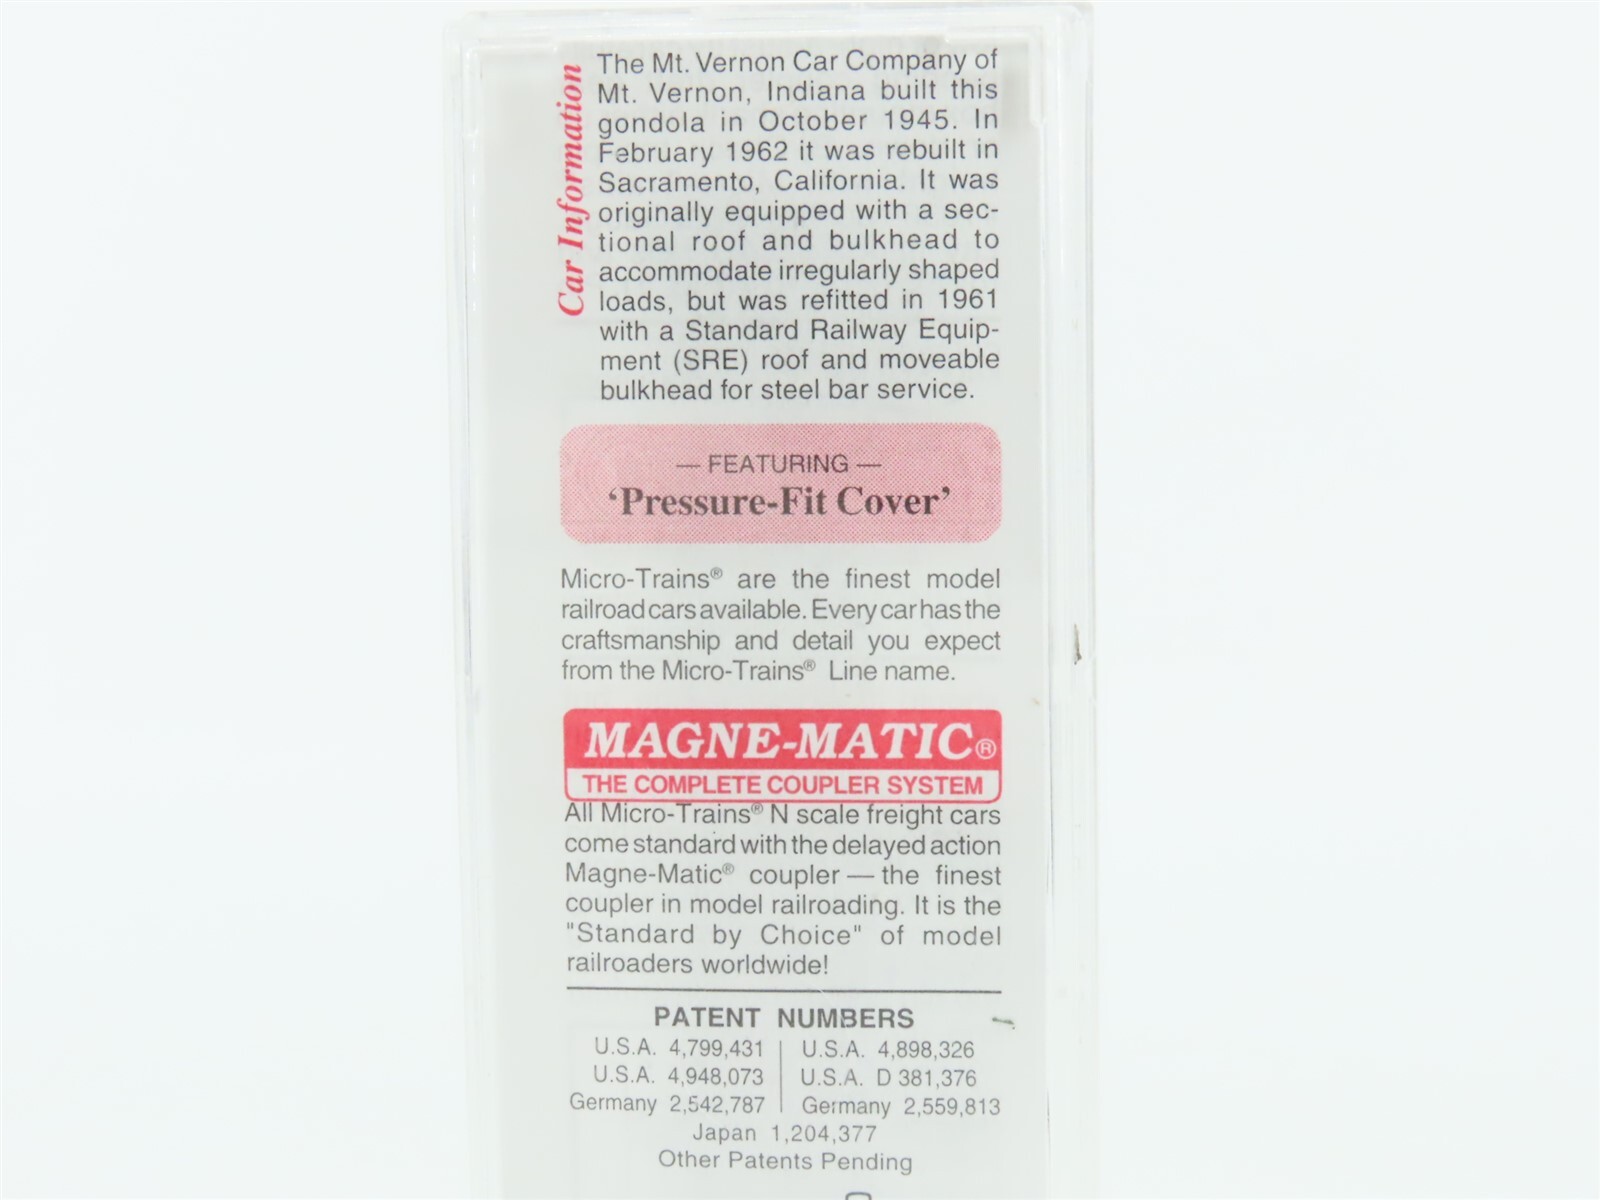 Car Information
The Mt. Vernon Car Company of
Mt. Vernon, Indiana built this
gondola in October 1945. In
February 1962 it was rebuilt in
Sacramento, California. It was
originally equipped with a sec-
tional roof and bulkhead to
accommodate irregularly shaped
loads, but was refitted in 1961
with a Standard Railway Equip-
ment (SRE) roof and moveable
bulkhead for steel bar service.
— FEATURING —
‘Pressure-Fit Cover’
Micro-Trains® are the finest model
railroad cars available. Every car has the
craftsmanship and detail you expect
from the Micro-Trains® Line name.
MAGNE-MATIC®
THE COMPLETE COUPLER SYSTEM
All Micro-Trains® N scale freight cars
come standard with the delayed action
Magne-Matic® coupler — the finest
coupler in model railroading. It is the
"Standard by Choice" of model
railroaders worldwide!
PATENT NUMBERS
U.S.A. 4,799,431 | U.S.A. 4,898,326
U.S.A. 4,948,073 | U.S.A. D 381,376
Germany 2,542,787 | Germany 2,559,813
Japan 1,204,377
Other Patents Pending